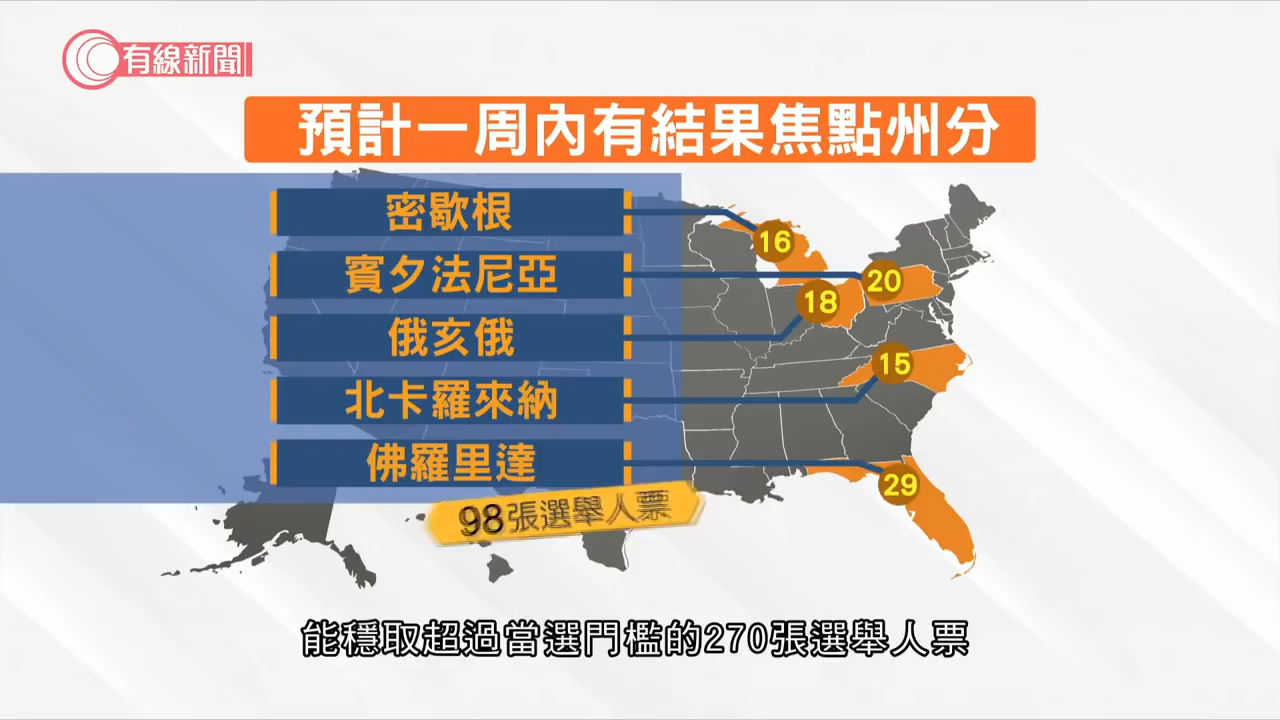 有線新聞
預計一周內有結果焦點州分
密歇根
16
賓夕法尼亞
20
俄亥俄
18
北卡羅來納
15
佛羅里達
29
98張選舉人票
能穩取超過當選門檻的270張選舉人票